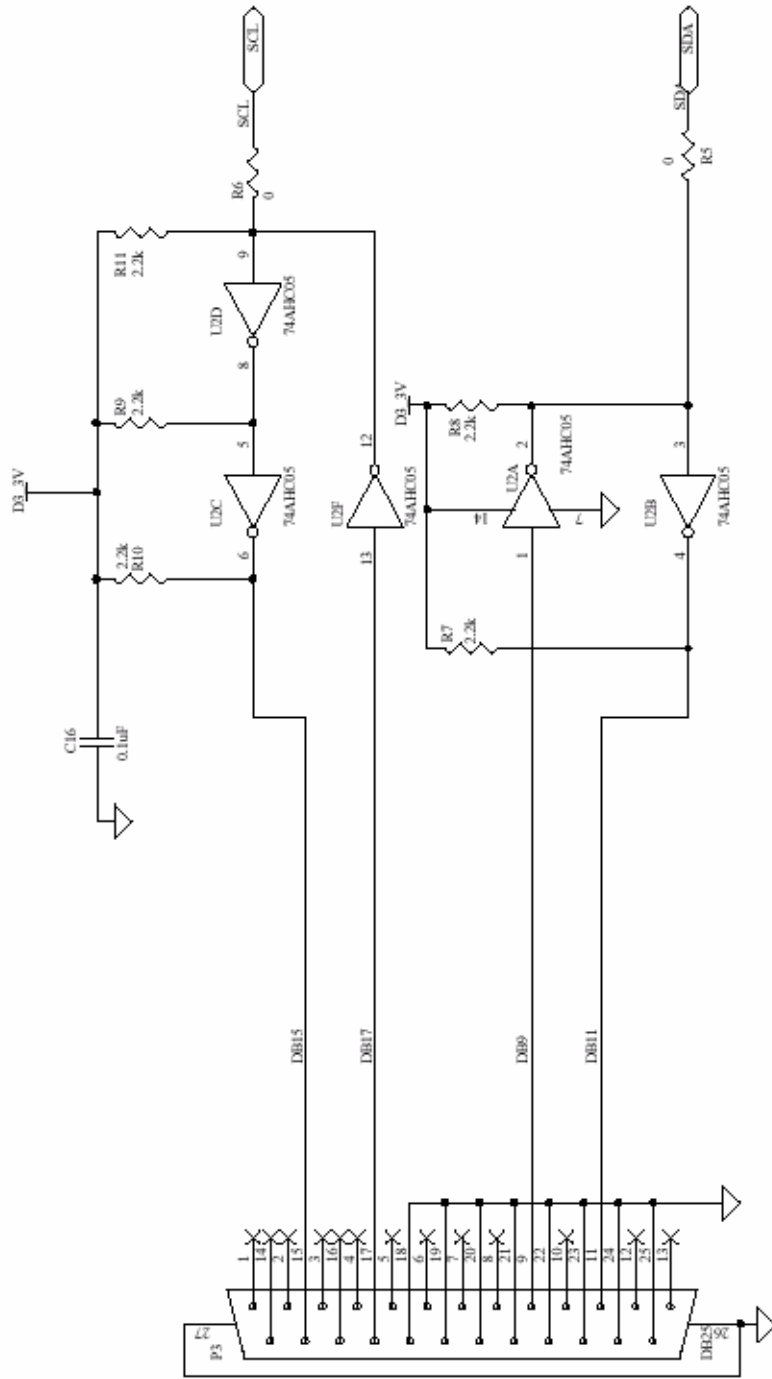 SCL
SCL
R6
0
R11
2.2k
9
U2D
74AHC05
8
R9
2.2k
D3_3V
5
U2C
74AHC05
6
2.2k
R10
C16
0.1uF
12
U2F
74AHC05
13
SDA
SDA
0
R5
D3_3V
R8
2.2k
2
U2A
74AHC05
14
7
1
3
U2B
74AHC05
4
R7
2.2k
DB15
DB17
DB9
DB11
1
14
2
15
3
16
4
17
5
18
6
19
7
20
8
21
9
22
10
23
11
24
12
25
13
27
P3
DB25
26